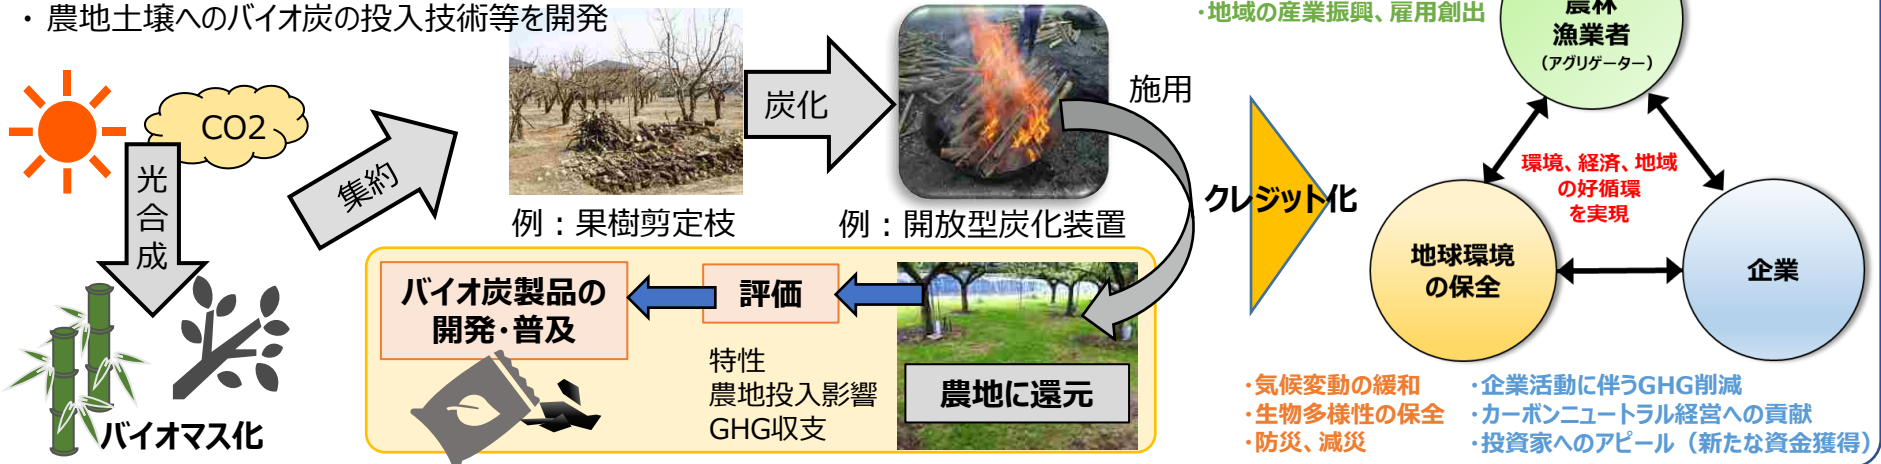 ・ 農地土壌へのバイオ炭の投入技術等を開発
CO2
光合成
バイオマス化
集約
例：果樹剪定枝
炭化
例：開放型炭化装置
施用
農地に還元
評価
特性
農地投入影響
GHG収支
バイオ炭製品の
開発・普及
クレジット化
・地域の産業振興、雇用創出
農林
漁業者
（アグリゲーター）
環境、経済、地域
の好循環
を実現
地球環境
の保全
企業
・気候変動の緩和
・生物多様性の保全
・防災、減災
・企業活動に伴うGHG削減
・カーボンニュートラル経営への貢献
・投資家へのアピール（新たな資金獲得）